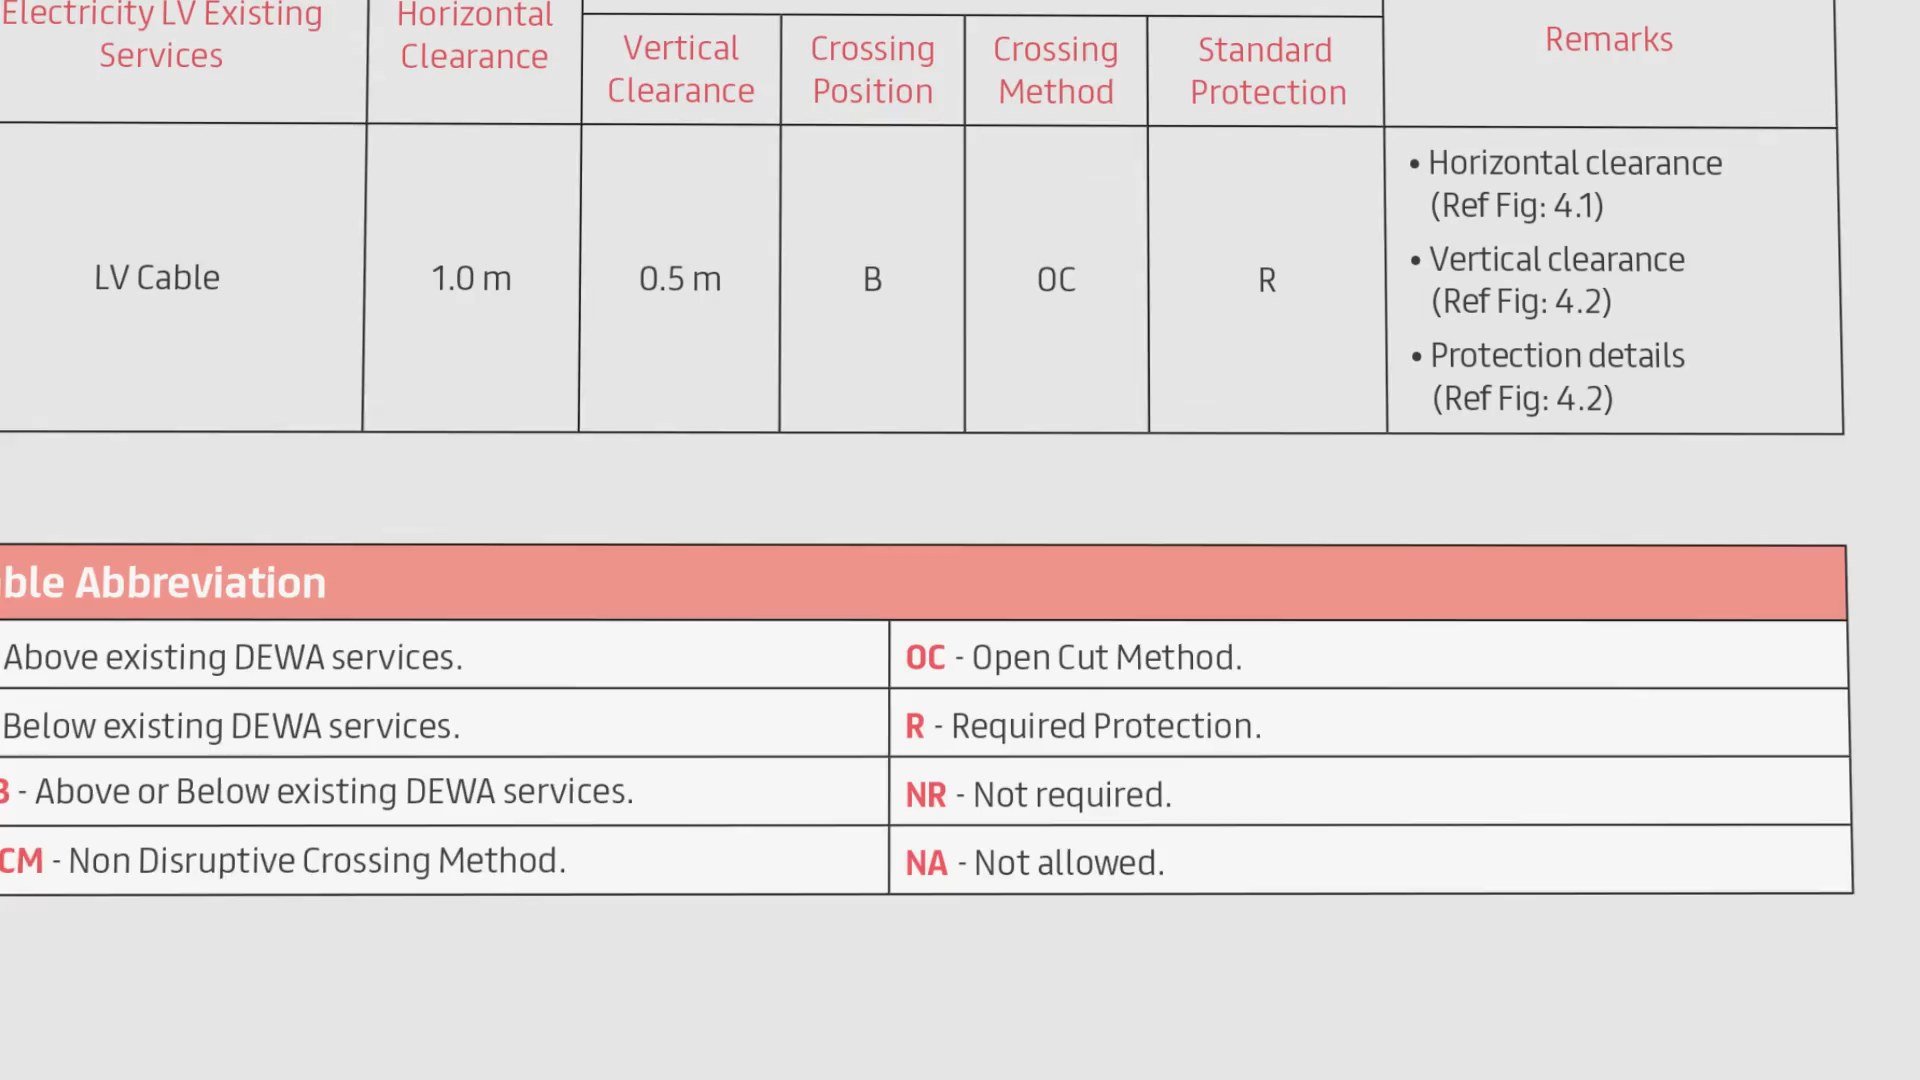 Electricity LV Existing
Services
Horizontal
Clearance
Vertical
Clearance
Crossing
Position
Crossing
Method
Standard
Protection
Remarks
LV Cable
1.0 m
0.5 m
B
OC
R
• Horizontal clearance
(Ref Fig: 4.1)
• Vertical clearance
(Ref Fig: 4.2)
• Protection details
(Ref Fig: 4.2)
Abbreviation
Above existing DEWA services.
OC - Open Cut Method.
Below existing DEWA services.
R - Required Protection.
B - Above or Below existing DEWA services.
NR - Not required.
CM - Non Disruptive Crossing Method.
NA - Not allowed.